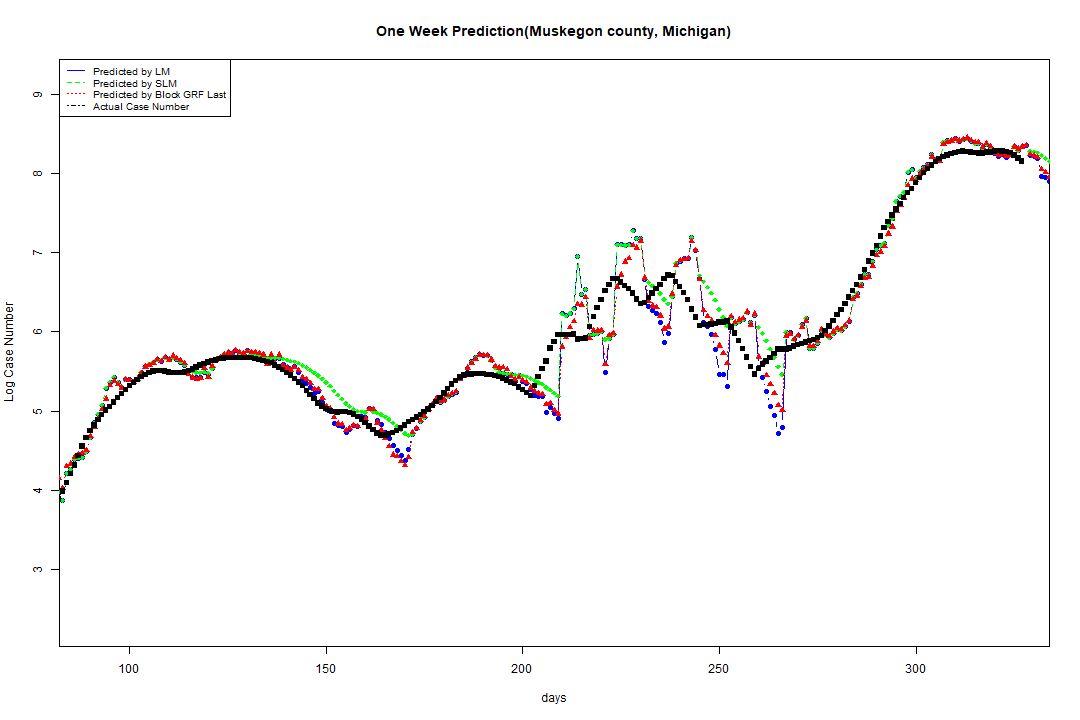 One Week Prediction(Muskegon county, Michigan)
Predicted by LM
Predicted by SLM
Predicted by Block GRF Last
Actual Case Number
Log Case Number
9
8
7
6
5
4
3
100
150
200
250
300
days